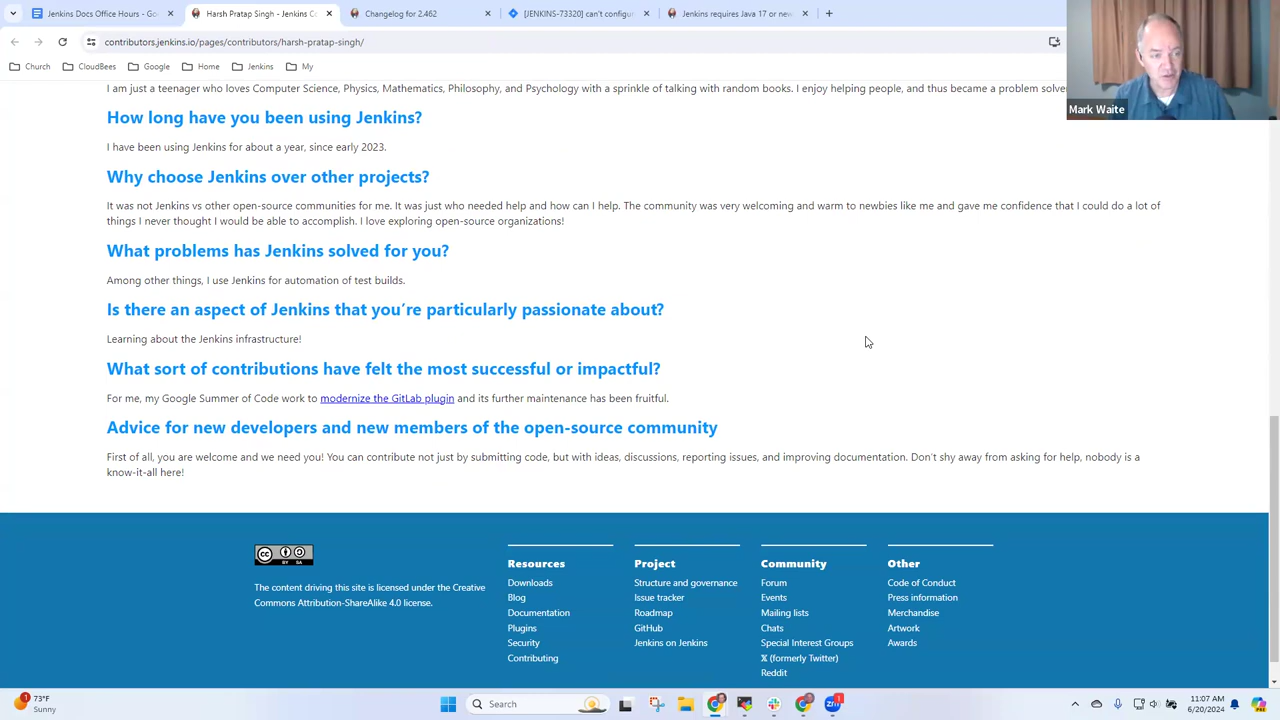 Jenkins Docs Office Hours - Goo
Harsh Pratap Singh - Jenkins Co
Changelog for 2.462
[JENKINS-73320] can't configur
Jenkins requires Java 17 or new
contributors.jenkins.io/pages/contributors/harsh-pratap-singh/
Church
CloudBees
Google
Home
Jenkins
My
Mark Waite
I am just a teenager who loves Computer Science, Physics, Mathematics, Philosophy, and Psychology with a sprinkle of talking with random books. I enjoy helping people, and thus became a problem solve
How long have you been using Jenkins?
I have been using Jenkins for about a year, since early 2023.
Why choose Jenkins over other projects?
It was not Jenkins vs other open-source communities for me. It was just who needed help and how can I help. The community was very welcoming and warm to newbies like me and gave me confidence that I could do a lot of
things I never thought I would be able to accomplish. I love exploring open-source organizations!
What problems has Jenkins solved for you?
Among other things, I use Jenkins for automation of test builds.
Is there an aspect of Jenkins that you're particularly passionate about?
Learning about the Jenkins infrastructure!
What sort of contributions have felt the most successful or impactful?
For me, my Google Summer of Code work to modernize the GitLab plugin and its further maintenance has been fruitful.
Advice for new developers and new members of the open-source community
First of all, you are welcome and we need you! You can contribute not just by submitting code, but with ideas, discussions, reporting issues, and improving documentation. Don't shy away from asking for help, nobody is a
know-it-all here!
cc BY SA
The content driving this site is licensed under the Creative
Commons Attribution-ShareAlike 4.0 license.
Resources
Downloads
Blog
Documentation
Plugins
Security
Contributing
Project
Structure and governance
Issue tracker
Roadmap
GitHub
Jenkins on Jenkins
Community
Forum
Events
Mailing lists
Chats
Special Interest Groups
𝕏 (formerly Twitter)
Reddit
Other
Code of Conduct
Press information
Merchandise
Artwork
Awards
1
73°F
Sunny
Search
zm
1
11:07 AM
6/20/2024